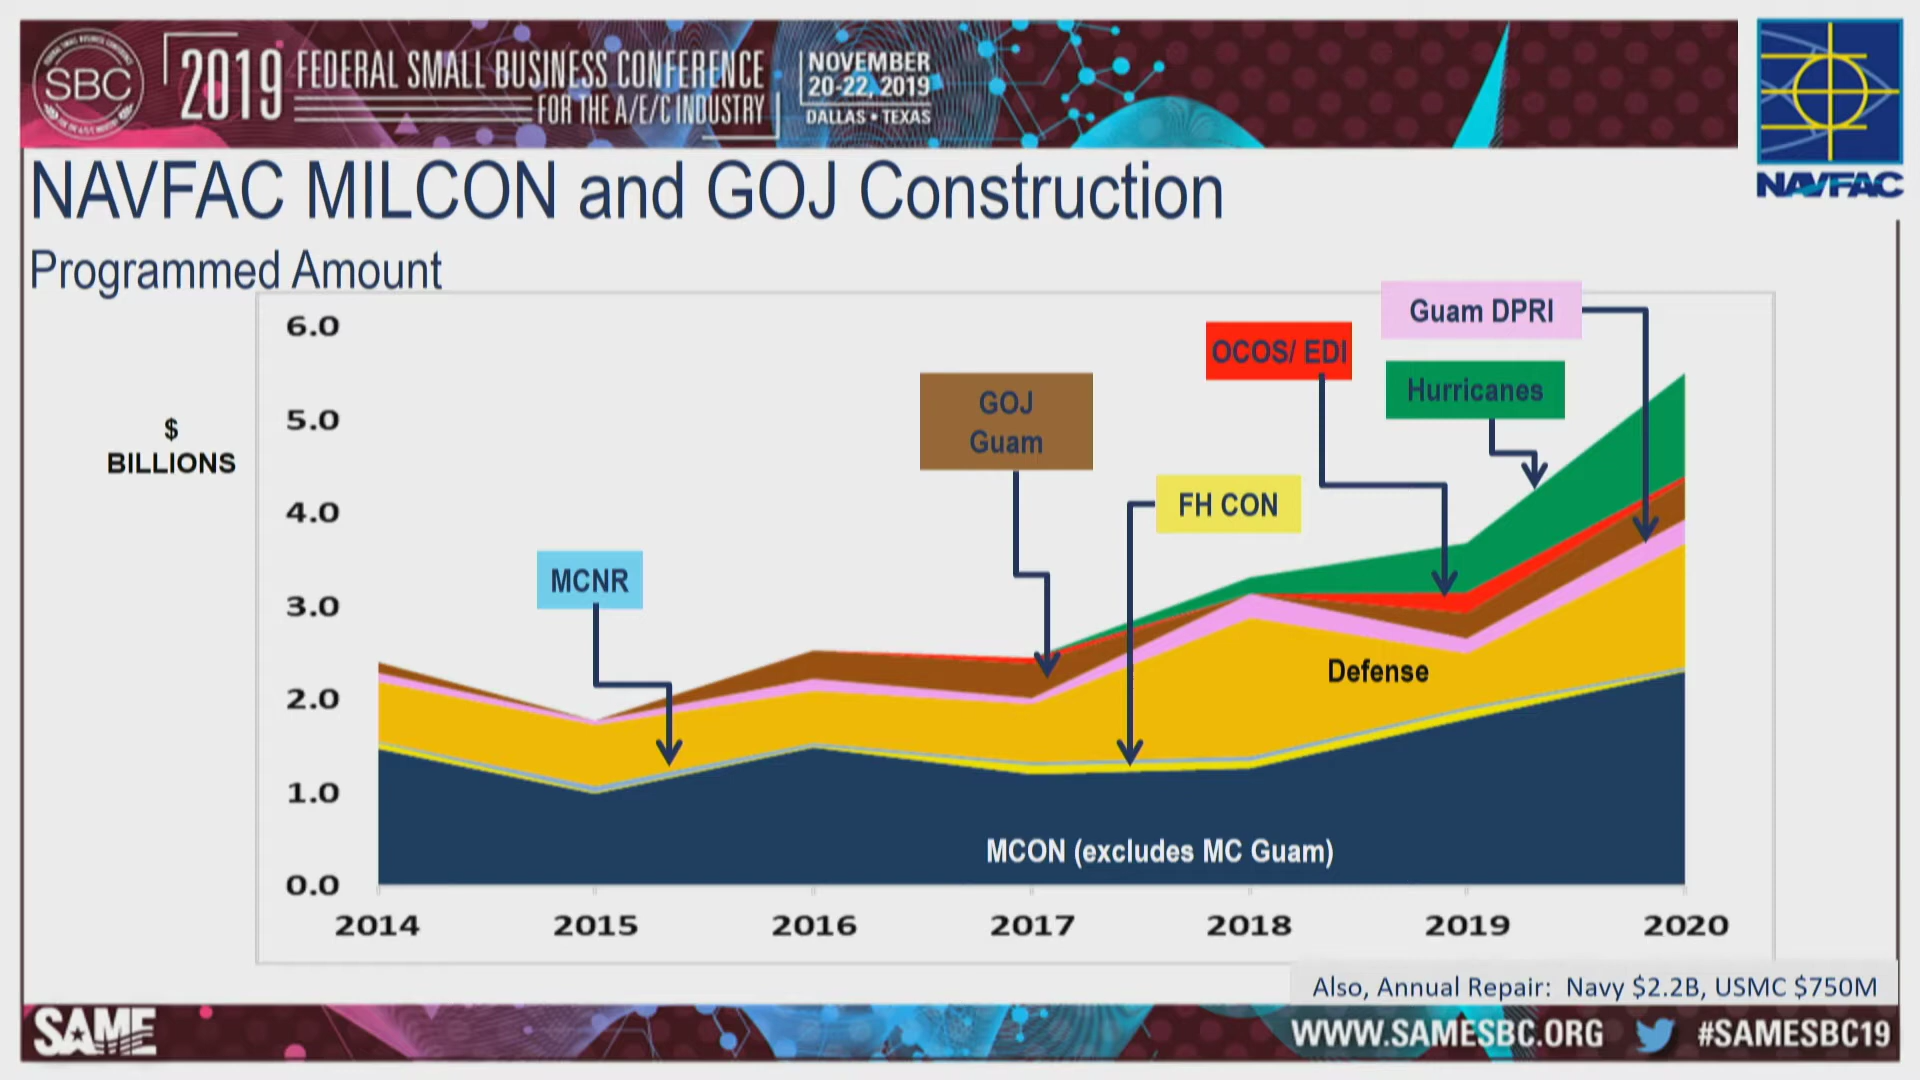 SBC
2019 FEDERAL SMALL BUSINESS CONFERENCE
FOR THE A/E/C INDUSTRY
NOVEMBER
20-22, 2019
DALLAS • TEXAS
NAVFAC
NAVFAC MILCON and GOJ Construction
Programmed Amount
$
BILLIONS
6.0
5.0
4.0
3.0
2.0
1.0
0.0
Guam DPRI
OCOS/ EDI
Hurricanes
GOJ
Guam
FH CON
MCNR
Defense
MCON (excludes MC Guam)
2014 2015 2016 2017 2018 2019 2020
Also, Annual Repair: Navy $2.2B, USMC $750M
SAME
WWW.SAMESBC.ORG
#SAMESBC19